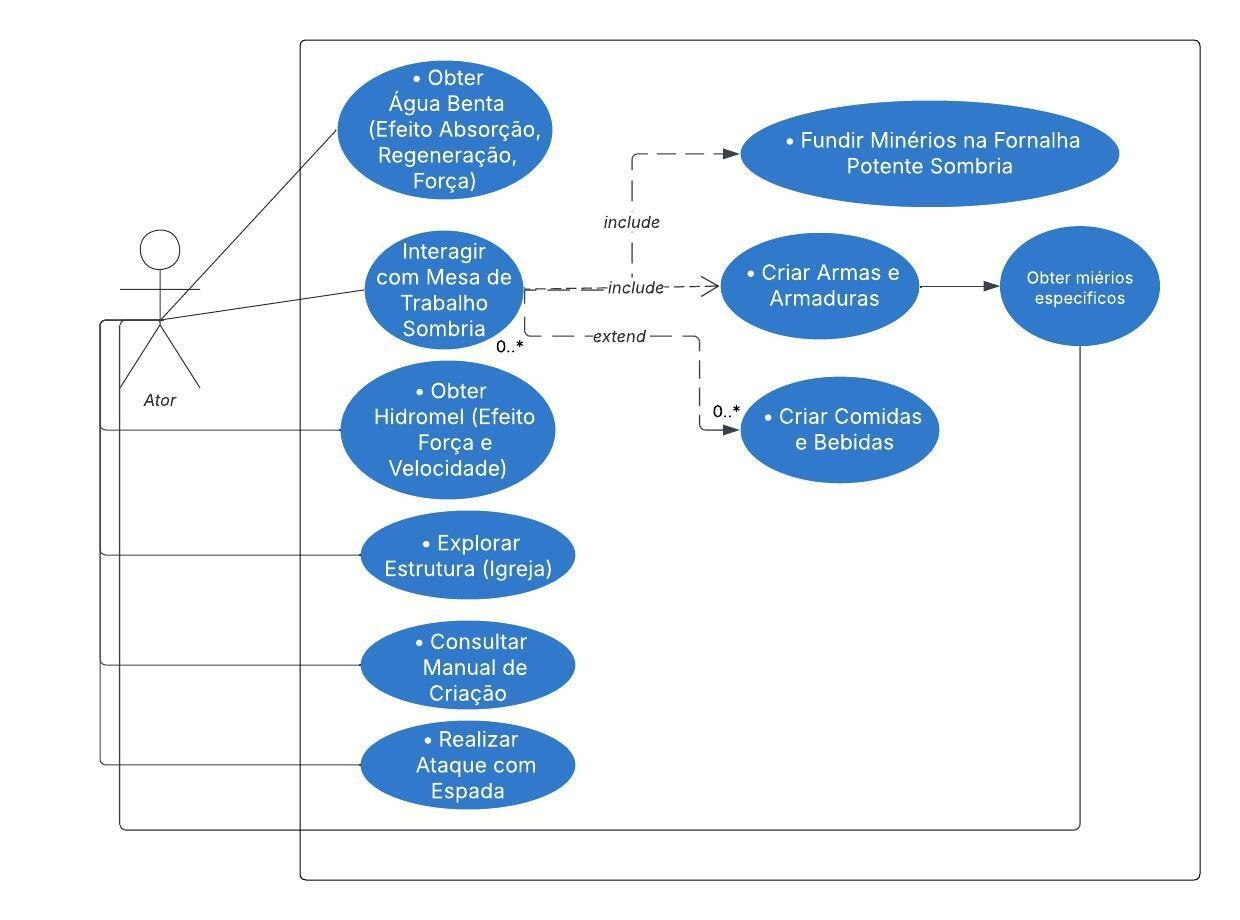 • Obter
Água Benta
(Efeito Absorção,
Regeneração,
Força)
• Fundir Minérios na Fornalha
Potente Sombria
include
Interagir
com Mesa de
Trabalho
Sombria
include
• Criar Armas e
Armaduras
Obter miérios
especificos
extend
0..*
Ator
• Obter
Hidromel (Efeito
Força e
Velocidade)
0..*
• Criar Comidas
e Bebidas
• Explorar
Estrutura (Igreja)
• Consultar
Manual de
Criação
• Realizar
Ataque com
Espada